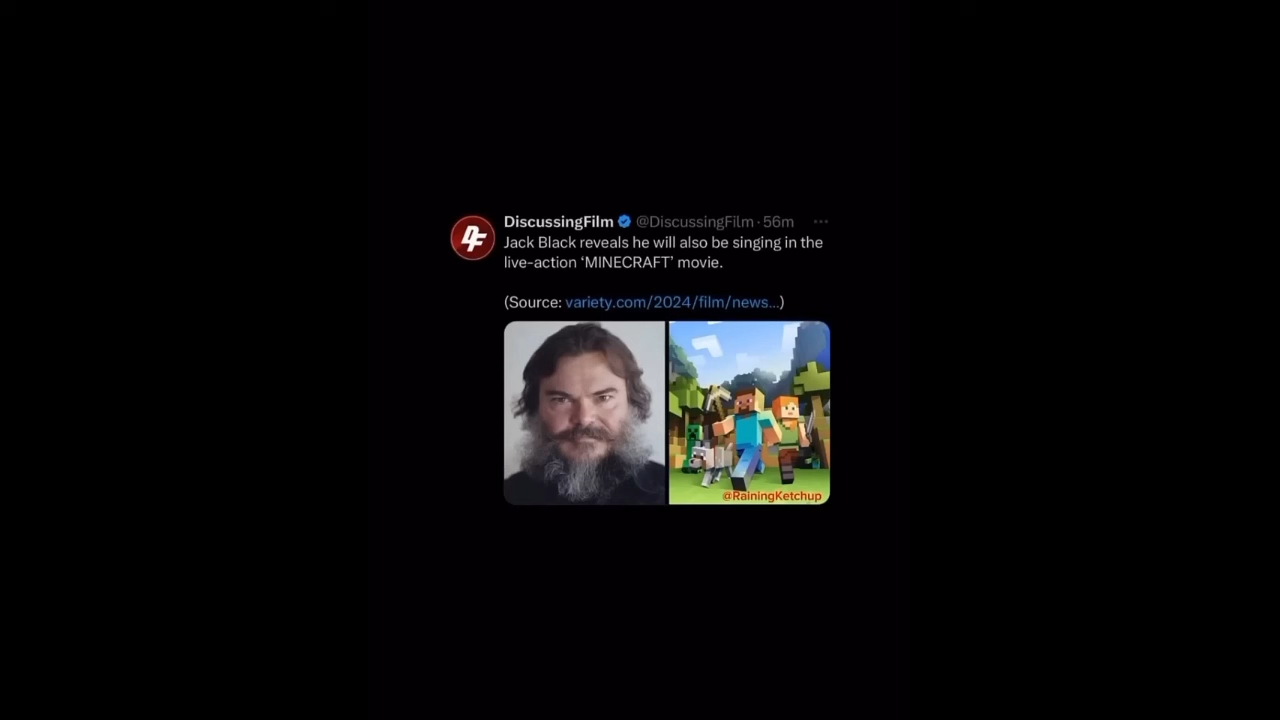 DiscussingFilm @DiscussingFilm · 56m ···
Jack Black reveals he will also be singing in the
live-action ‘MINECRAFT’ movie.
(Source: variety.com/2024/film/news...)
@RainingKetchup